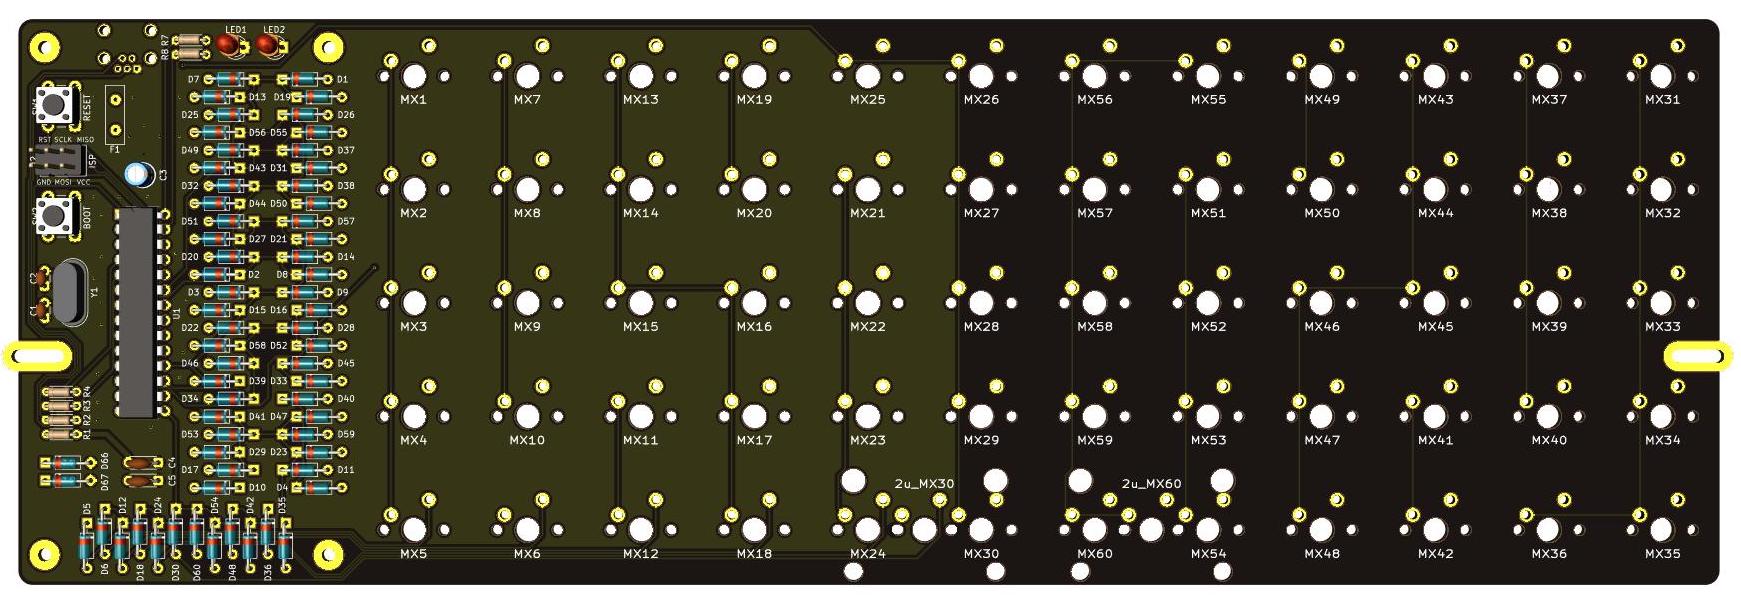 LED1 LED2
R7
R8
D7 D1
D13 D19
D25 D26
D56 D55
D49 D37
D43 D31
D32 D38
D44 D50
D51 D57
D27 D21
D20 D14
D2 D8
D3 D9
D15 D16
D22 D28
D58 D52
D46 D45
D39 D33
D34 D40
D41 D47
D53 D59
D29 D23
D17 D11
D10 D4
RESET
F1
RST SCLK MISO
ISP
GND MOSI VCC
C3
BOOT
C2
C1
Y1
U1
R4
R3
R2
R1
D66
D67
C4
C5
D5 D12 D24 D54 D42 D35
D6 D18 D30 D60 D48 D36
MX1 MX7 MX13 MX19 MX25 MX26 MX56 MX55 MX49 MX43 MX37 MX31
MX2 MX8 MX14 MX20 MX21 MX27 MX57 MX51 MX50 MX44 MX38 MX32
MX3 MX9 MX15 MX16 MX22 MX28 MX58 MX52 MX46 MX45 MX39 MX33
MX4 MX10 MX11 MX17 MX23 MX29 MX59 MX53 MX47 MX41 MX40 MX34
2u_MX30 2u_MX60
MX5 MX6 MX12 MX18 MX24 MX30 MX60 MX54 MX48 MX42 MX36 MX35